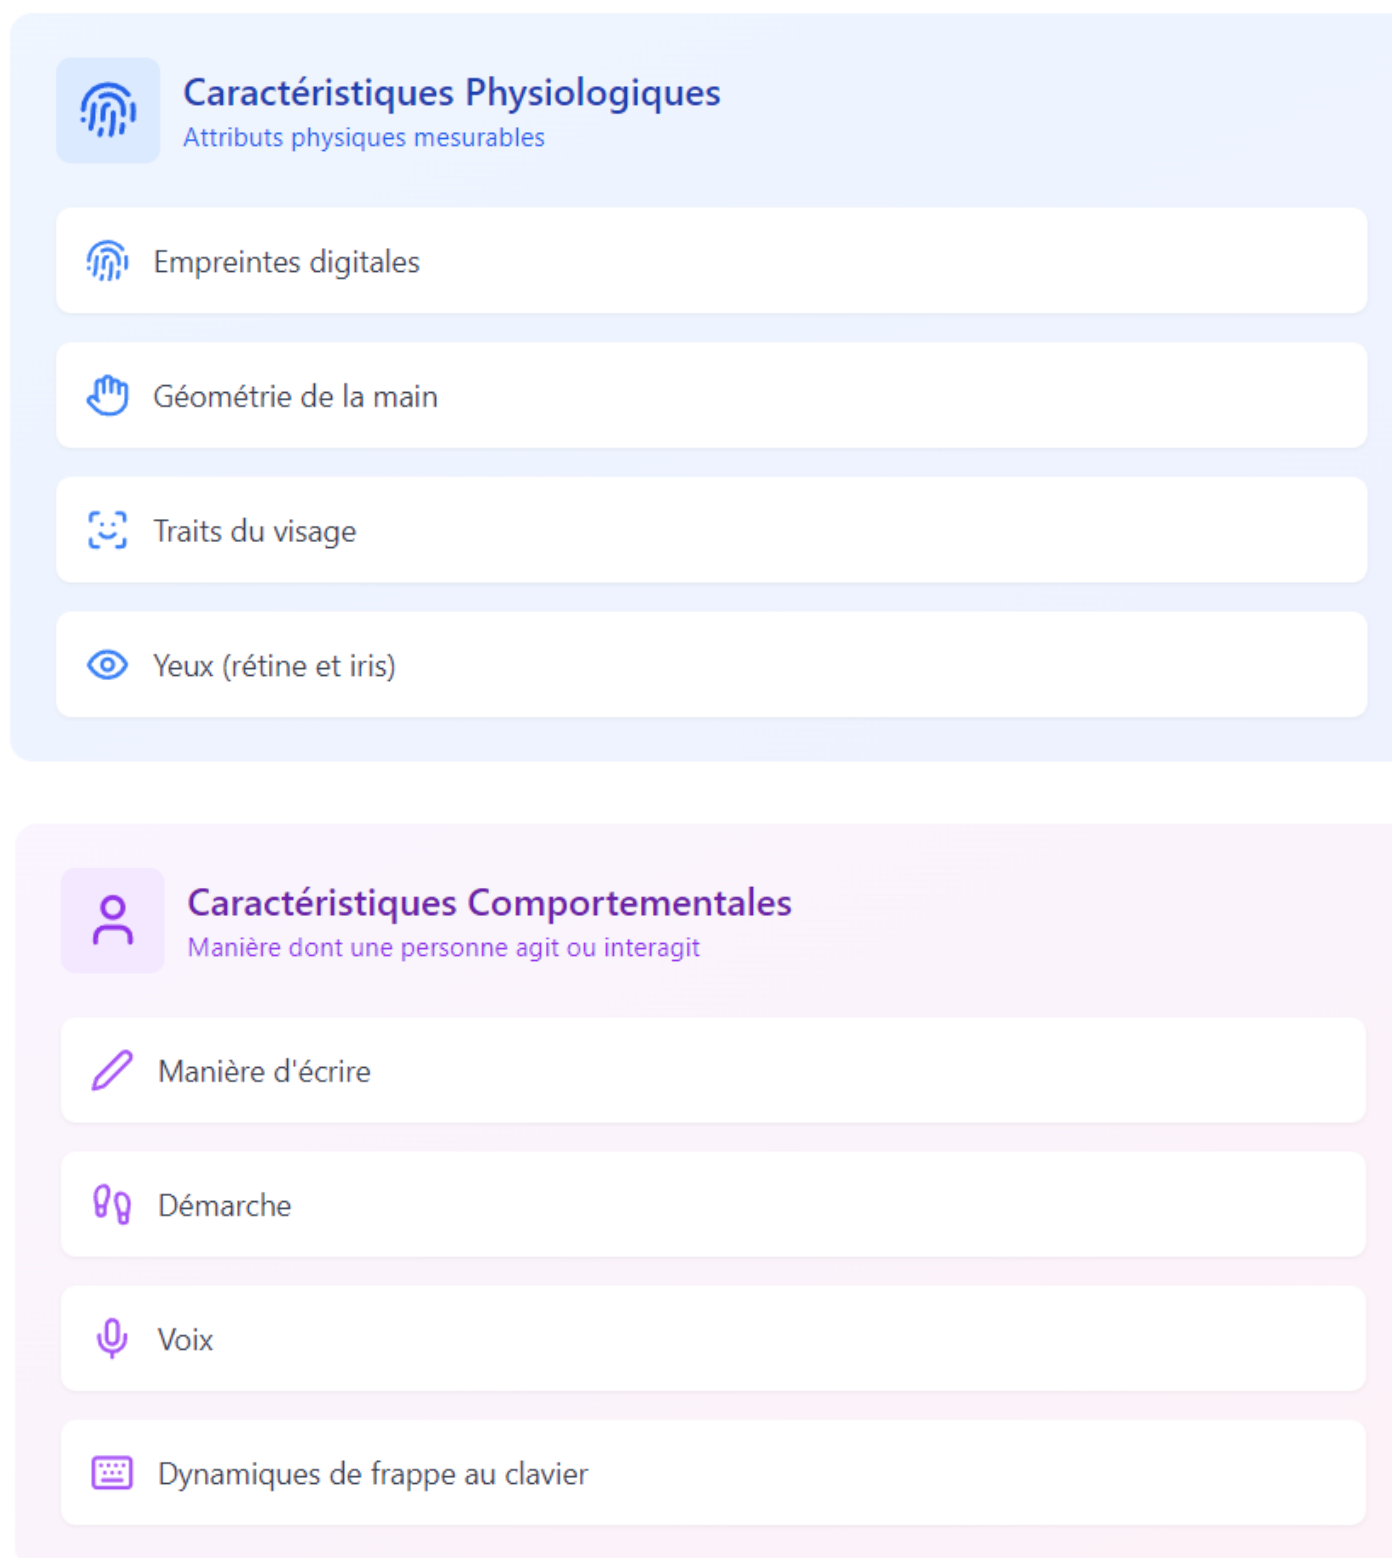 Caractéristiques Physiologiques
Attributs physiques mesurables
Empreintes digitales
Géométrie de la main
Traits du visage
Yeux (rétine et iris)
Caractéristiques Comportementales
Manière dont une personne agit ou interagit
Manière d'écrire
Démarche
Voix
Dynamiques de frappe au clavier